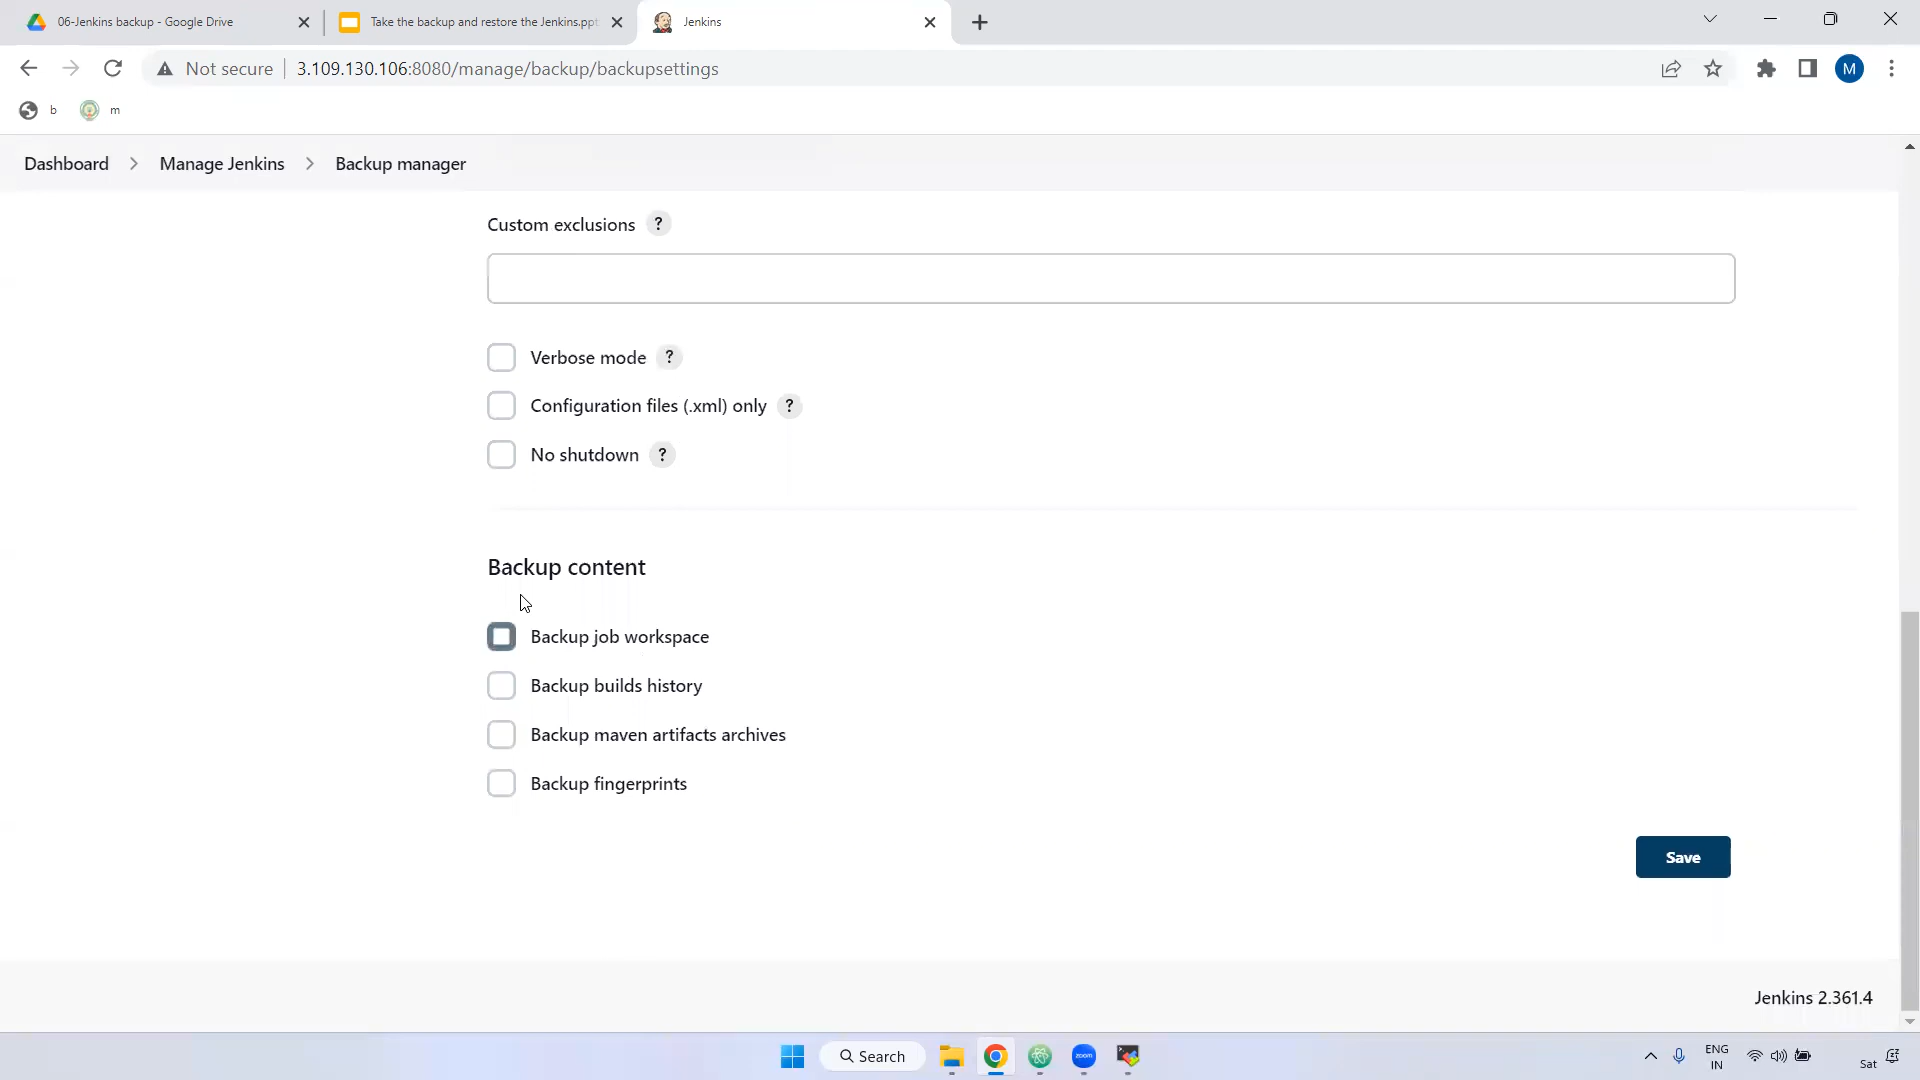 06-Jenkins backup - Google Drive
Take the backup and restore the Jenkins.ppt
Jenkins
Not secure
3.109.130.106:8080/manage/backup/backupsettings
M
b
m
Dashboard
Manage Jenkins
Backup manager
Custom exclusions ?
Verbose mode ?
Configuration files (.xml) only ?
No shutdown ?
Backup content
Backup job workspace
Backup builds history
Backup maven artifacts archives
Backup fingerprints
Save
Jenkins 2.361.4
Search
zoom
ENG
IN
Sat